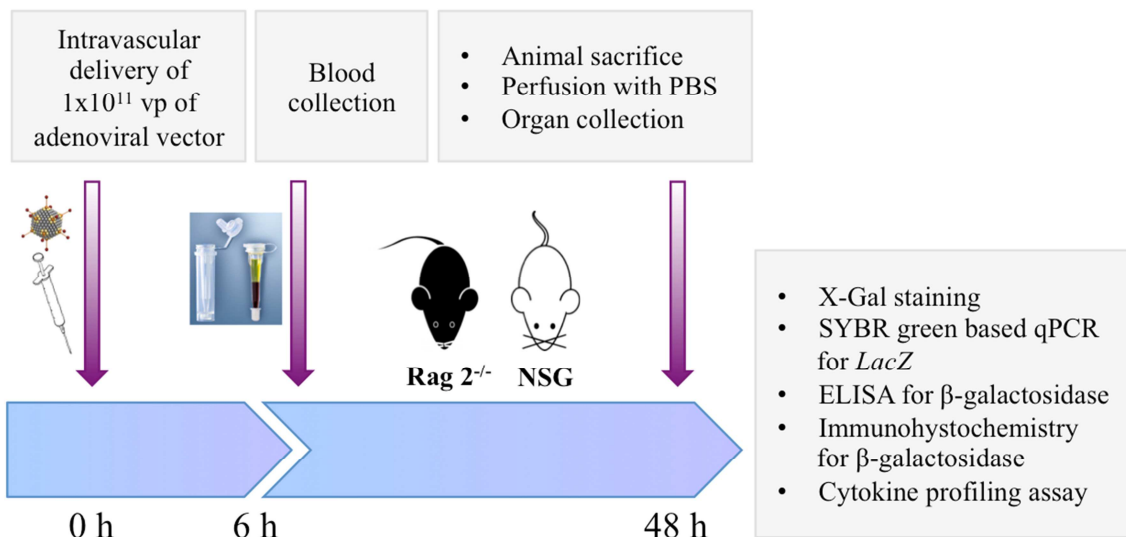 Intravascular
delivery of
1x10¹¹ vp of
adenoviral vector
Blood
collection
• Animal sacrifice
• Perfusion with PBS
• Organ collection
Rag 2⁻/⁻ NSG
• X-Gal staining
• SYBR green based qPCR
for LacZ
• ELISA for β-galactosidase
• Immunohystochemistry
for β-galactosidase
• Cytokine profiling assay
0 h
6 h
48 h